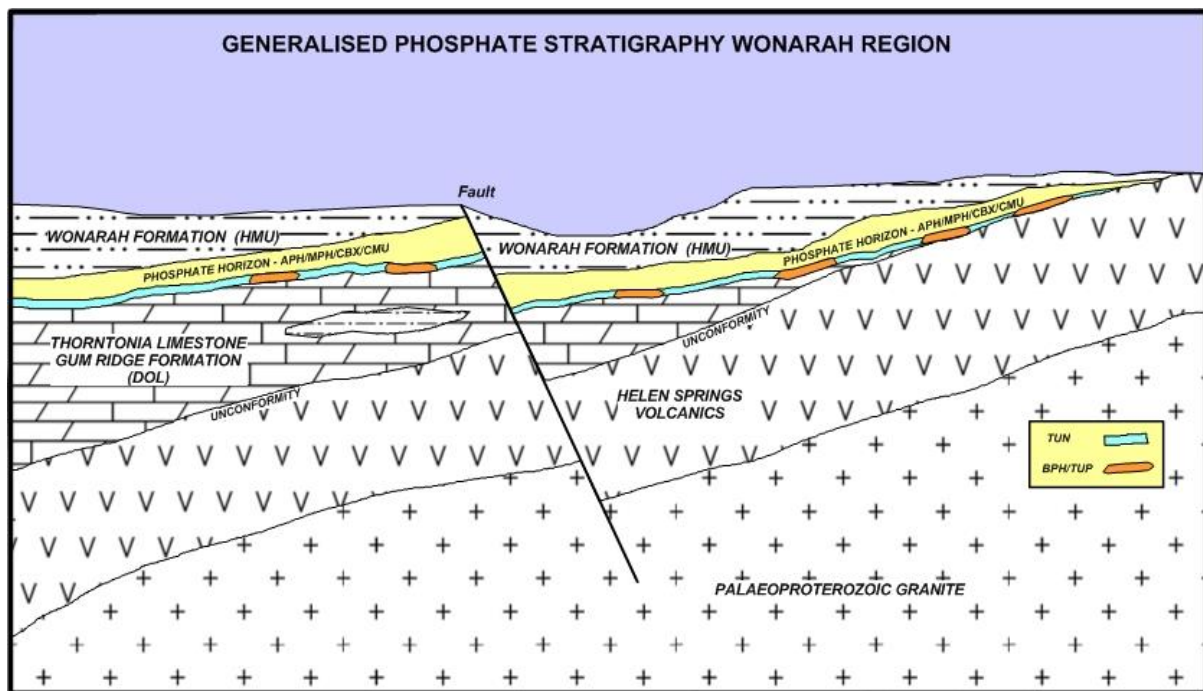 GENERALISED PHOSPHATE STRATIGRAPHY WONARAH REGION
Fault
WONARAH FORMATION (HMU)
WONARAH FORMATION (HMU)
PHOSPHATE HORIZON - APH/MPH/CBX/CMU
PHOSPHATE HORIZON - APH/MPH/CBX/CMU
THORNTONIA LIMESTONE
GUM RIDGE FORMATION
(DOL)
UNCONFORMITY
UNCONFORMITY
HELEN SPRINGS
VOLCANICS
TUN
BPH/TUP
PALAEOPROTEROZOIC GRANITE